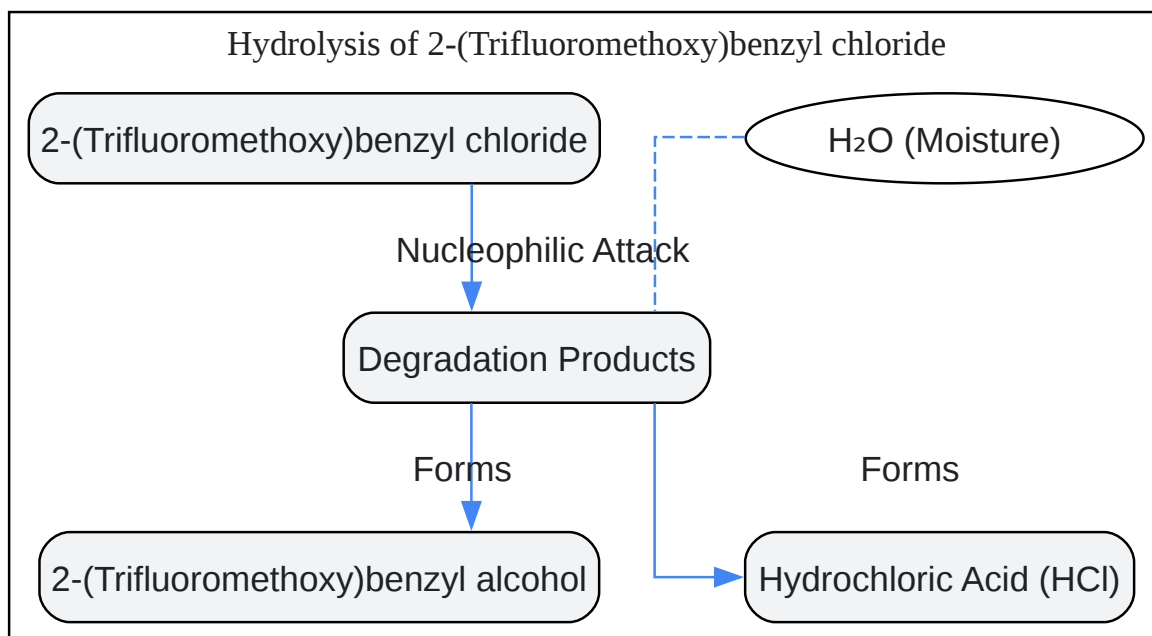 Hydrolysis of 2-(Trifluoromethoxy)benzyl chloride
2-(Trifluoromethoxy)benzyl chloride
H₂O (Moisture)
Nucleophilic Attack
Degradation Products
Forms
Forms
2-(Trifluoromethoxy)benzyl alcohol
Hydrochloric Acid (HCl)